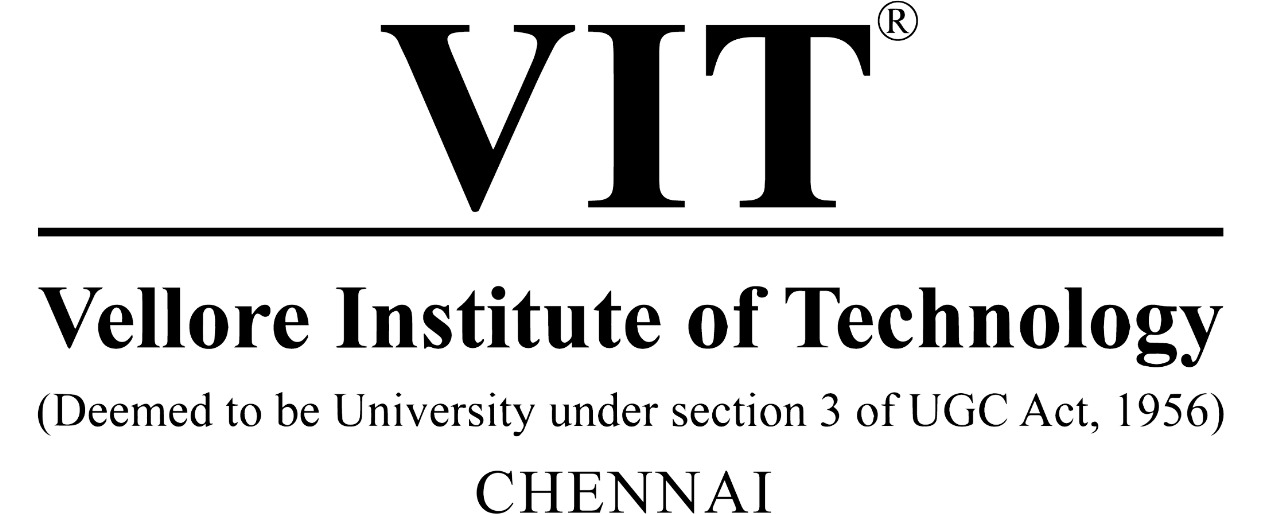 VIT®
Vellore Institute of Technology
(Deemed to be University under section 3 of UGC Act, 1956)
CHENNAI